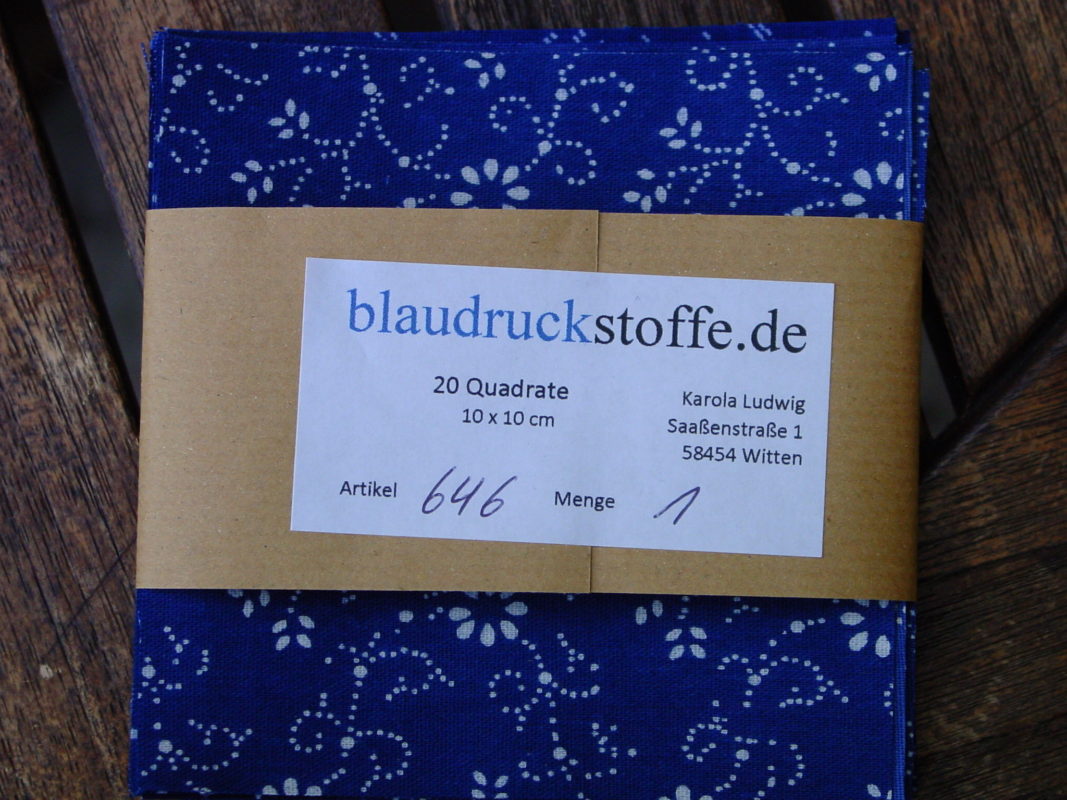 blaudruckstoffe.de
20 Quadrate
10 x 10 cm
Karola Ludwig
Saaßenstraße 1
58454 Witten
Artikel 646 Menge 1